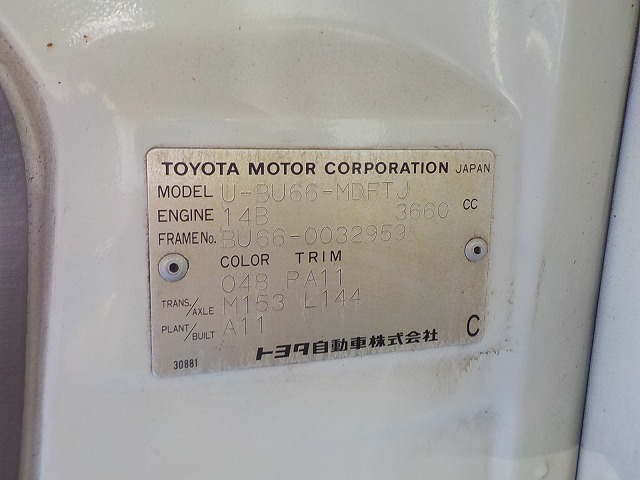 TOYOTA MOTOR CORPORATION JAPAN
MODEL U-BU66-MDFTJ
ENGINE 14B 3660 CC
FRAME No. BU66-0032959
COLOR TRIM
048 PA11
TRANS./AXLE M153 L144
PLANT/BUILT A11
30881 トヨタ自動車株式会社 C